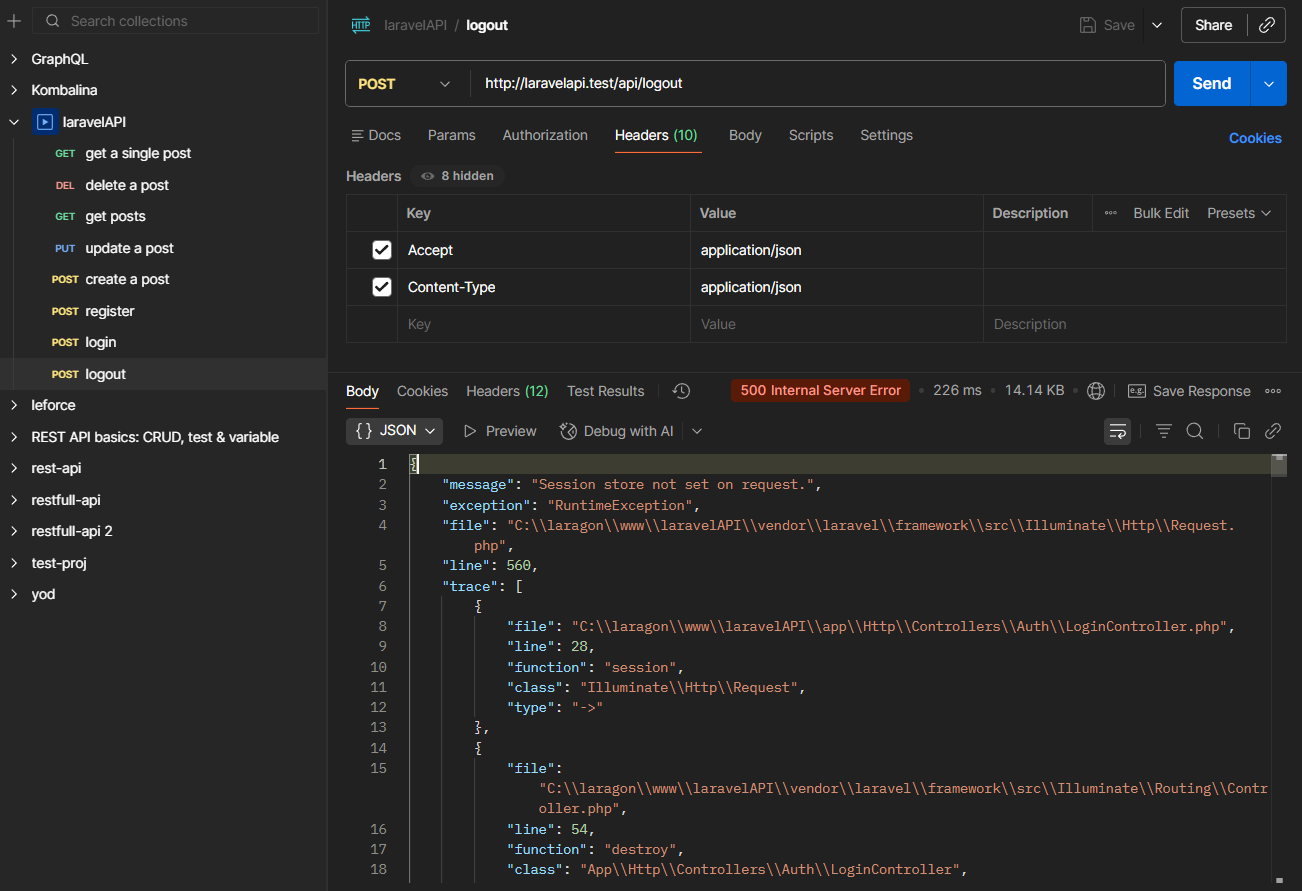 Search collections
GraphQL
Kombalina
laravelAPI
GET get a single post
DEL delete a post
GET get posts
PUT update a post
POST create a post
POST register
POST login
POST logout
leforce
REST API basics: CRUD, test & variable
rest-api
restfull-api
restfull-api 2
test-proj
yod
HTTP laravelAPI / logout
Save
Share
POST http://laravelapi.test/api/logout
Send
Docs Params Authorization Headers (10) Body Scripts Settings
Cookies
Headers 8 hidden
Key Value Description Bulk Edit Presets
Accept application/json
Content-Type application/json
Key Value Description
Body Cookies Headers (12) Test Results 500 Internal Server Error 226 ms 14.14 KB e.g. Save Response
{} JSON Preview Debug with AI
1 {
2 "message": "Session store not set on request.",
3 "exception": "RuntimeException",
4 "file": "C:\\laragon\\www\\laravelAPI\\vendor\\laravel\\framework\\src\\Illuminate\\Http\\Request.
php",
5 "line": 560,
6 "trace": [
7 {
8 "file": "C:\\laragon\\www\\laravelAPI\\app\\Http\\Controllers\\Auth\\LoginController.php",
9 "line": 28,
10 "function": "session",
11 "class": "Illuminate\\Http\\Request",
12 "type": "->"
13 },
14 {
15 "file":
"C:\\laragon\\www\\laravelAPI\\vendor\\laravel\\framework\\src\\Illuminate\\Routing\\Contr
oller.php",
16 "line": 54,
17 "function": "destroy",
18 "class": "App\\Http\\Controllers\\Auth\\LoginController",